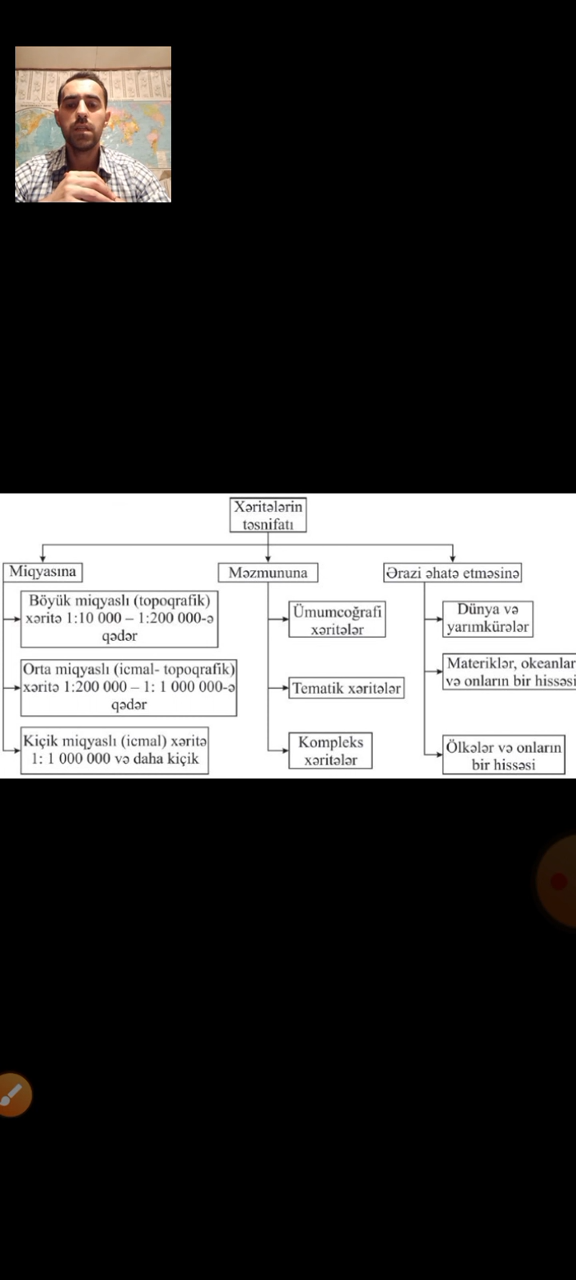 Xəritələrin
təsnifatı
Miqyasına
Böyük miqyaslı (topoqrafik)
xəritə 1:10 000 – 1:200 000-ə
qədər
Orta miqyaslı (icmal- topoqrafik)
xəritə 1:200 000 – 1: 1 000 000-ə
qədər
Kiçik miqyaslı (icmal) xəritə
1: 1 000 000 və daha kiçik
Məzmununa
Ümumcoğrafi
xəritələr
Tematik xəritələr
Kompleks
xəritələr
Ərazi əhatə etməsinə
Dünya və
yarımkürələr
Materiklər, okeanlar
və onların bir hissəsi
Ölkələr və onların
bir hissəsi